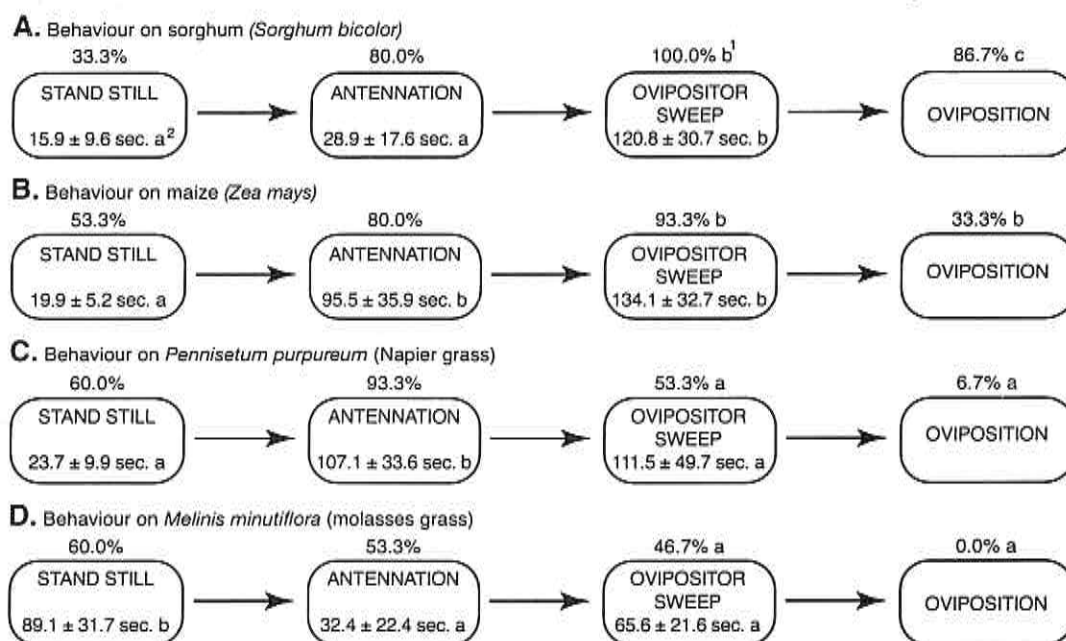 A. Behaviour on sorghum (Sorghum bicolor)
33.3% 80.0% 100.0% b¹ 86.7% c
STAND STILL ANTENNATION OVIPOSITOR SWEEP OVIPOSITION
15.9 ± 9.6 sec. a² 28.9 ± 17.6 sec. a 120.8 ± 30.7 sec. b
B. Behaviour on maize (Zea mays)
53.3% 80.0% 93.3% b 33.3% b
STAND STILL ANTENNATION OVIPOSITOR SWEEP OVIPOSITION
19.9 ± 5.2 sec. a 95.5 ± 35.9 sec. b 134.1 ± 32.7 sec. b
C. Behaviour on Pennisetum purpureum (Napier grass)
60.0% 93.3% 53.3% a 6.7% a
STAND STILL ANTENNATION OVIPOSITOR SWEEP OVIPOSITION
23.7 ± 9.9 sec. a 107.1 ± 33.6 sec. b 111.5 ± 49.7 sec. a
D. Behaviour on Melinis minutiflora (molasses grass)
60.0% 53.3% 46.7% a 0.0% a
STAND STILL ANTENNATION OVIPOSITOR SWEEP OVIPOSITION
89.1 ± 31.7 sec. b 32.4 ± 22.4 sec. a 65.6 ± 21.6 sec. a